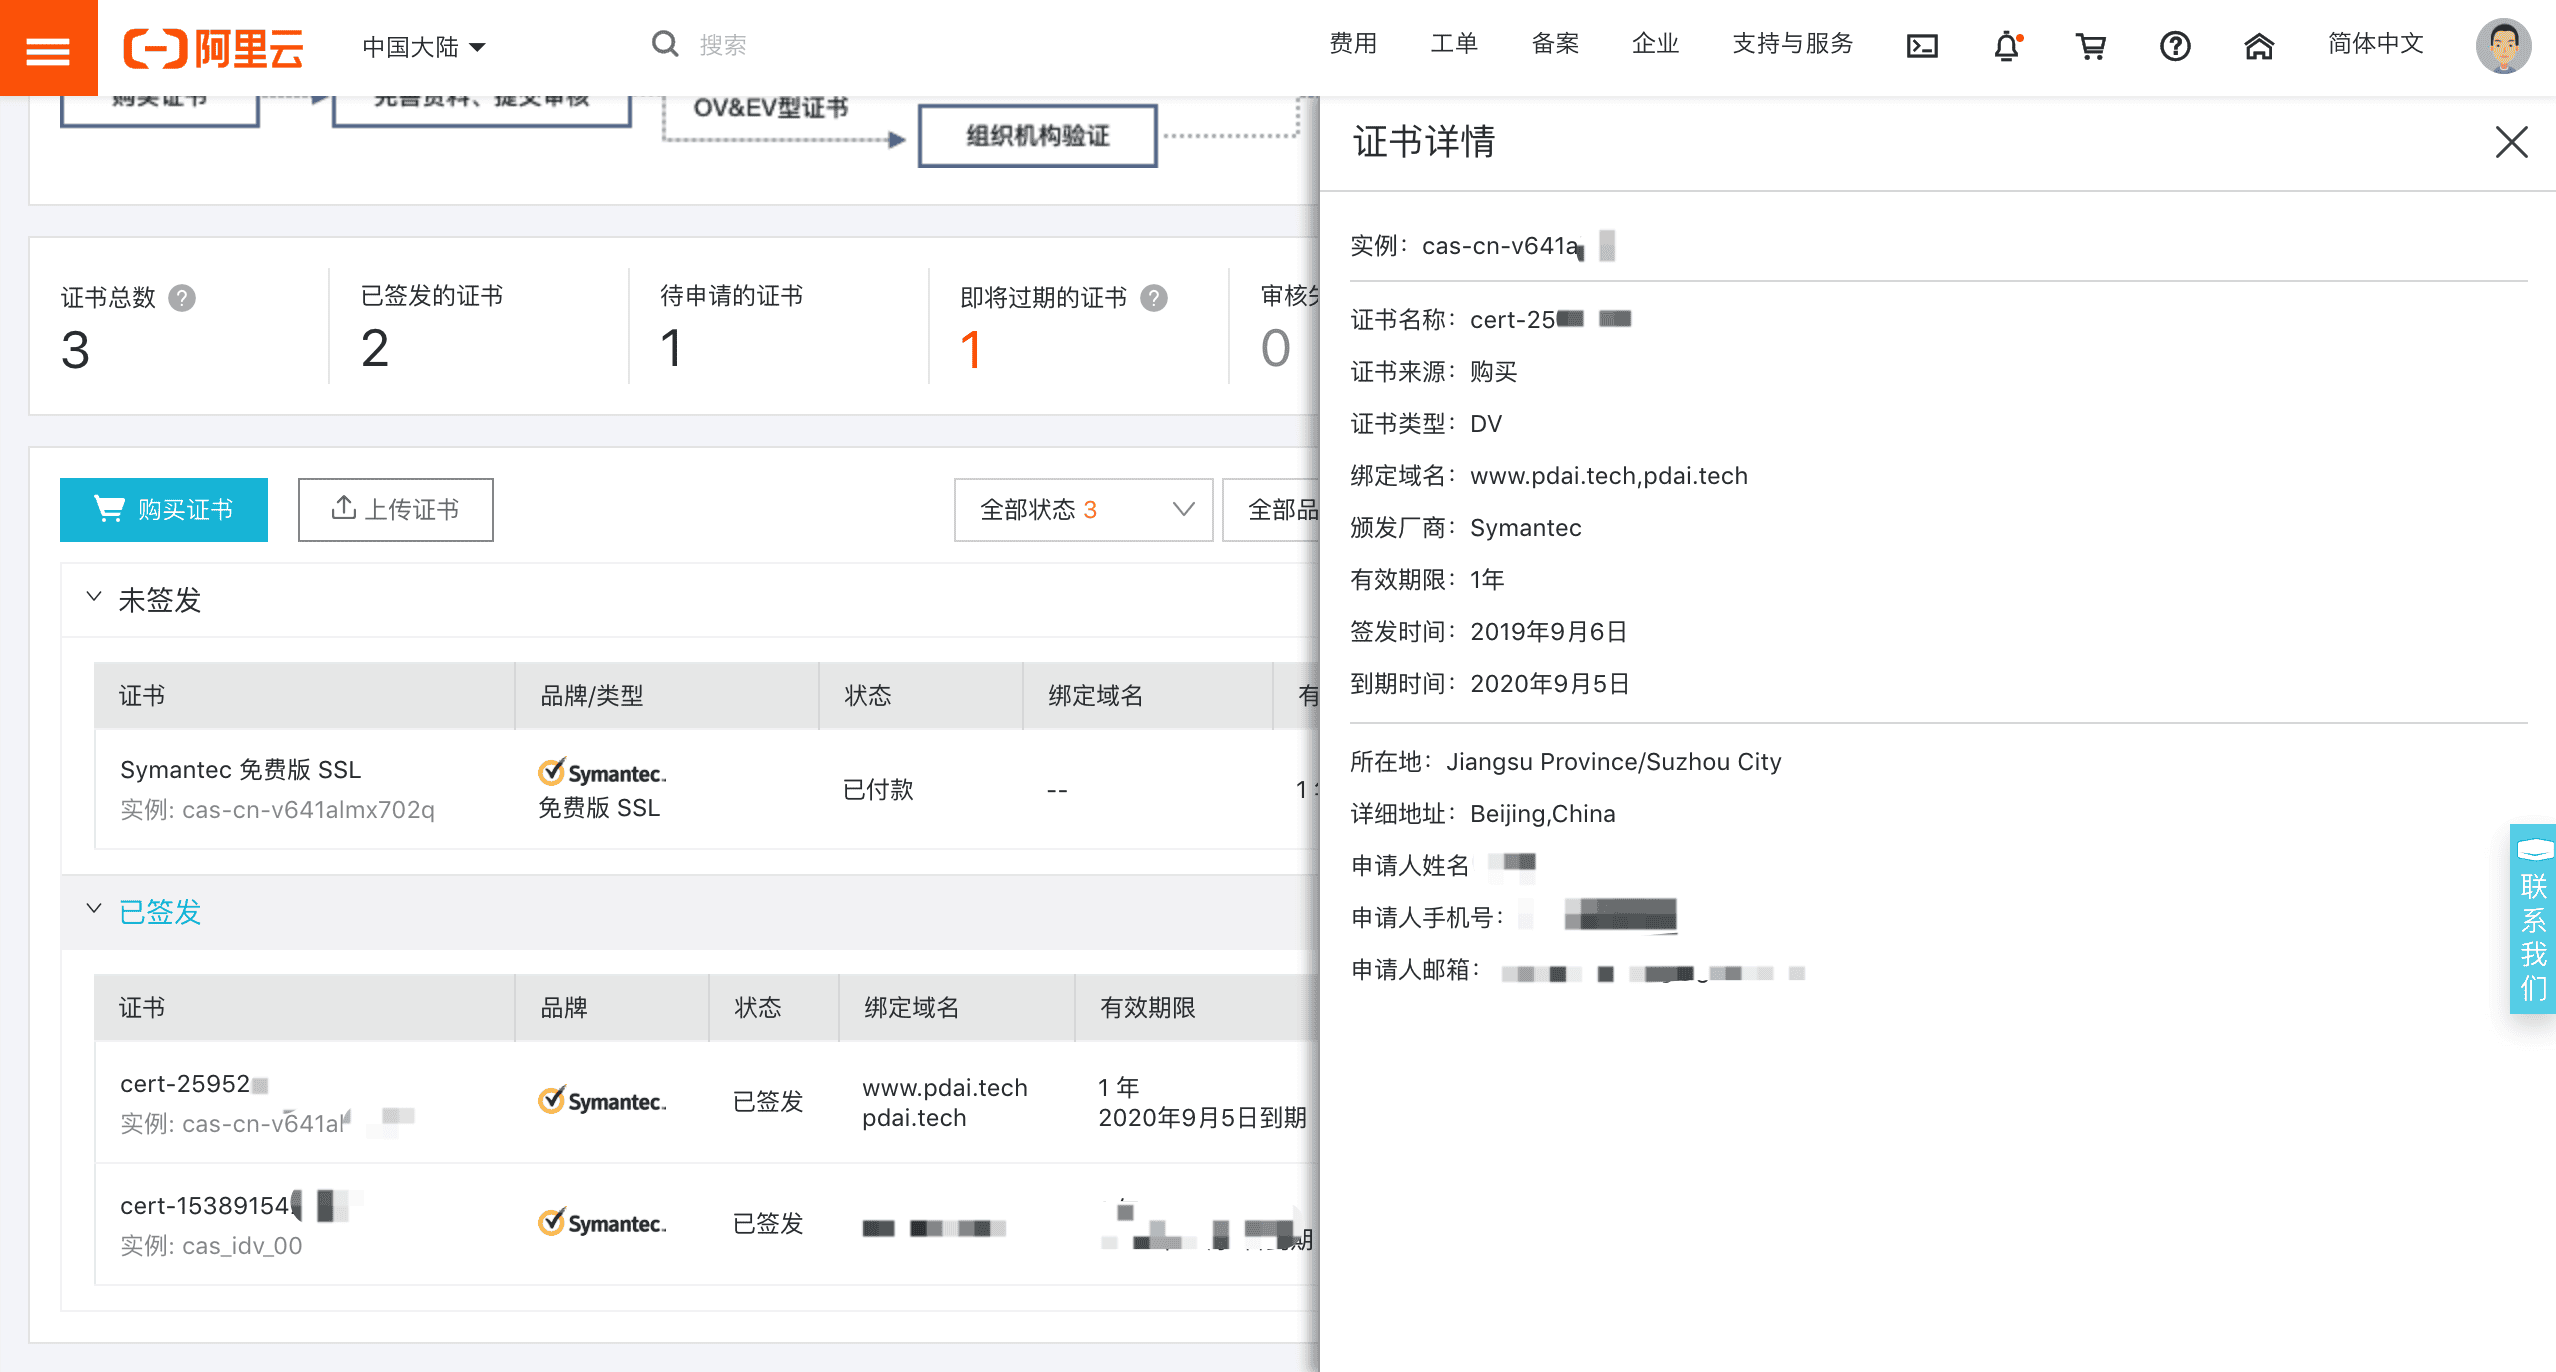 阿里云
中国大陆
搜索
费用
工单
备案
企业
支持与服务
简体中文
购买证书
完善资料、提交审核
OV&EV型证书
组织机构验证
证书总数
3
已签发的证书
2
待申请的证书
1
即将过期的证书
1
审核
0
购买证书
上传证书
全部状态 3
全部品
未签发
证书
品牌/类型
状态
绑定域名
有
Symantec 免费版 SSL
实例: cas-cn-v641almx702q
Symantec.
免费版 SSL
已付款
--
1
已签发
证书
品牌
状态
绑定域名
有效期限
cert-25952
实例: cas-cn-v641al
Symantec.
已签发
www.pdai.tech
pdai.tech
1 年
2020年9月5日到期
cert-15389154
实例: cas_idv_00
Symantec.
已签发
期
证书详情
实例: cas-cn-v641a
证书名称: cert-25
证书来源: 购买
证书类型: DV
绑定域名: www.pdai.tech,pdai.tech
颁发厂商: Symantec
有效期限: 1年
签发时间: 2019年9月6日
到期时间: 2020年9月5日
所在地: Jiangsu Province/Suzhou City
详细地址: Beijing,China
申请人姓名
申请人手机号:
申请人邮箱:
联系我们